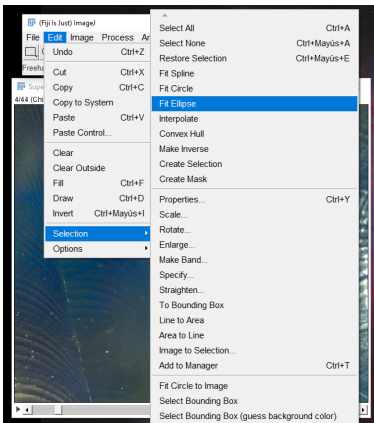 (Fiji Is Just) ImageJ
File Edit Image Process
Freeha
Supe
4/44 (Chi
Undo Ctrl+Z
Cut Ctrl+X
Copy Ctrl+C
Copy to System
Paste Ctrl+V
Paste Control...
Clear
Clear Outside
Fill Ctrl+F
Draw Ctrl+D
Invert Ctrl+Mayús+I
Selection
Options
Select All Ctrl+A
Select None Ctrl+Mayús+A
Restore Selection Ctrl+Mayús+E
Fit Spline
Fit Circle
Fit Ellipse
Interpolate
Convex Hull
Make Inverse
Create Selection
Create Mask
Properties... Ctrl+Y
Scale...
Rotate...
Enlarge...
Make Band...
Specify...
Straighten...
To Bounding Box
Line to Area
Area to Line
Image to Selection...
Add to Manager Ctrl+T
Fit Circle to Image
Select Bounding Box
Select Bounding Box (guess background color)